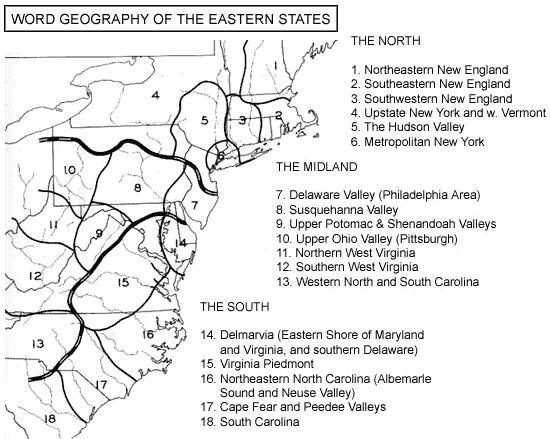 WORD GEOGRAPHY OF THE EASTERN STATES
THE NORTH
1. Northeastern New England
2. Southeastern New England
3. Southwestern New England
4. Upstate New York and w. Vermont
5. The Hudson Valley
6. Metropolitan New York
THE MIDLAND
7. Delaware Valley (Philadelphia Area)
8. Susquehanna Valley
9. Upper Potomac & Shenandoah Valleys
10. Upper Ohio Valley (Pittsburgh)
11. Northern West Virginia
12. Southern West Virginia
13. Western North and South Carolina
THE SOUTH
14. Delmarvia (Eastern Shore of Maryland
and Virginia, and southern Delaware)
15. Virginia Piedmont
16. Northeastern North Carolina (Albemarle
Sound and Neuse Valley)
17. Cape Fear and Peedee Valleys
18. South Carolina
1
4
5
3
2
6
10
8
7
11
9
14
12
15
13
16
17
18